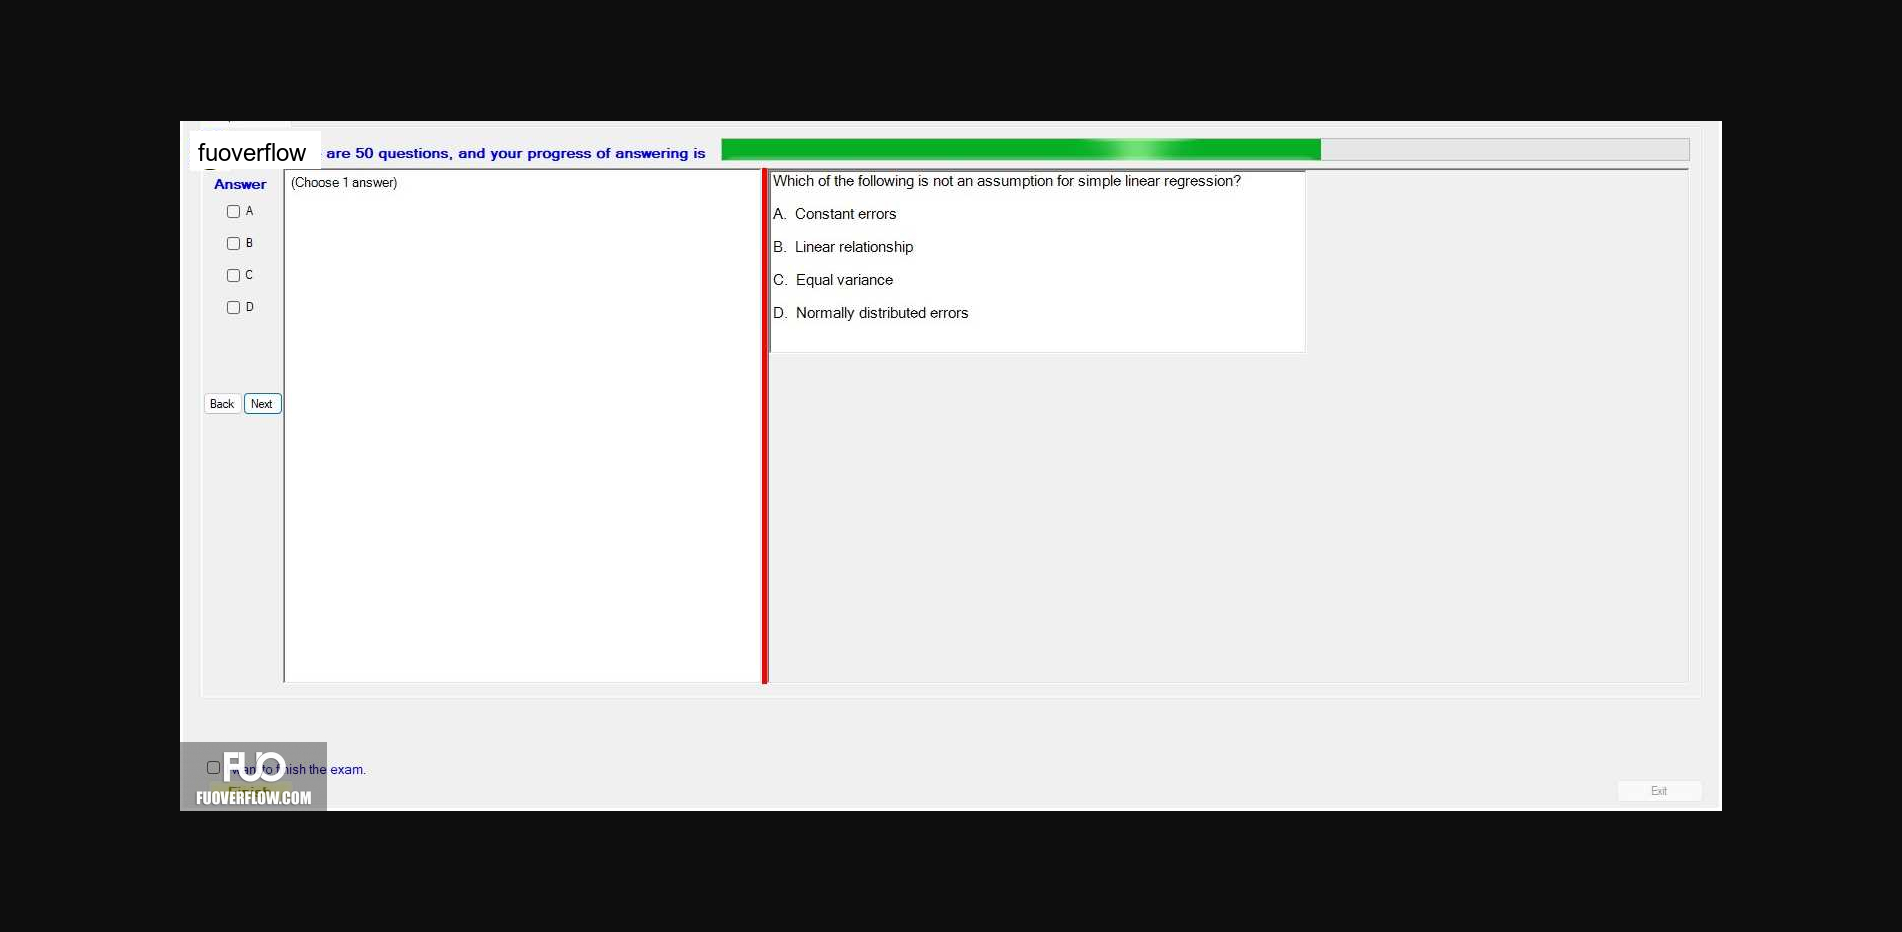 fuoverflow are 50 questions, and your progress of answering is
Answer
(Choose 1 answer)
A
B
C
D
Back Next
Which of the following is not an assumption for simple linear regression?
A. Constant errors
B. Linear relationship
C. Equal variance
D. Normally distributed errors
FUO
to the exam.
Finish
FUOVERFLOW.COM
Exit